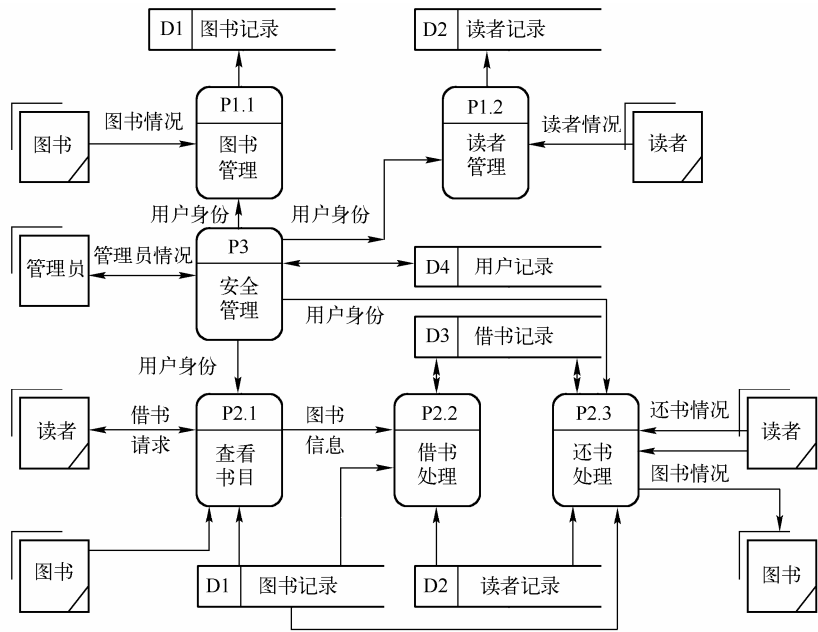 D1 图书记录
D2 读者记录
P1.1
P1.2
图书
图书情况
图书
管理
读者
管理
读者情况
读者
用户身份
用户身份
管理员
管理员情况
P3
安全
管理
D4 用户记录
用户身份
D3 借书记录
用户身份
读者
借书
请求
P2.1
查看
书目
图书
信息
P2.2
借书
处理
P2.3
还书
处理
还书情况
图书情况
读者
图书
D1 图书记录
D2 读者记录
图书